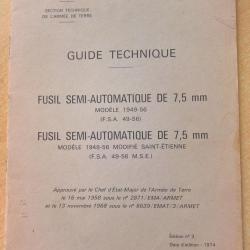 SECTION TECHNIQUE
DE L'ARMÉE DE TERRE
GUIDE TECHNIQUE
FUSIL SEMI-AUTOMATIQUE DE 7,5 mm
MODÈLE 1949-56
(F.S.A. 49-56)
FUSIL SEMI-AUTOMATIQUE DE 7,5 mm
MODÈLE 1949-56 MODIFIÉ SAINT-ÉTIENNE
(F.S.A. 49-56 M.S.E.)
Approuvé par le Chef d'État-Major de l'Armée de Terre
le 16 mai 1958 sous n° 2871/EMA/ARMET
et le 13 novembre 1968 sous n° 8639/EMAT/3/ARMET
Édition n° 3
Date d'édition : 1974